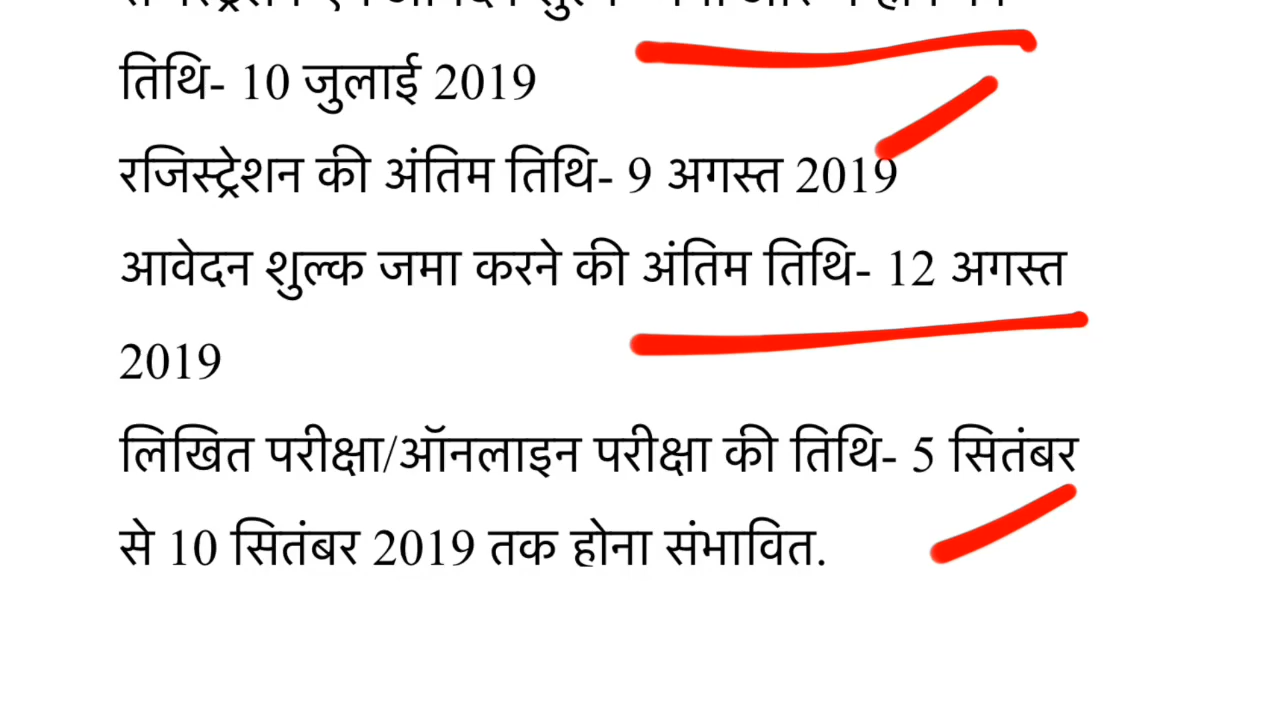 तिथि- 10 जुलाई 2019
रजिस्ट्रेशन की अंतिम तिथि- 9 अगस्त 2019
आवेदन शुल्क जमा करने की अंतिम तिथि- 12 अगस्त
2019
लिखित परीक्षा/ऑनलाइन परीक्षा की तिथि- 5 सितंबर
से 10 सितंबर 2019 तक होना संभावित.